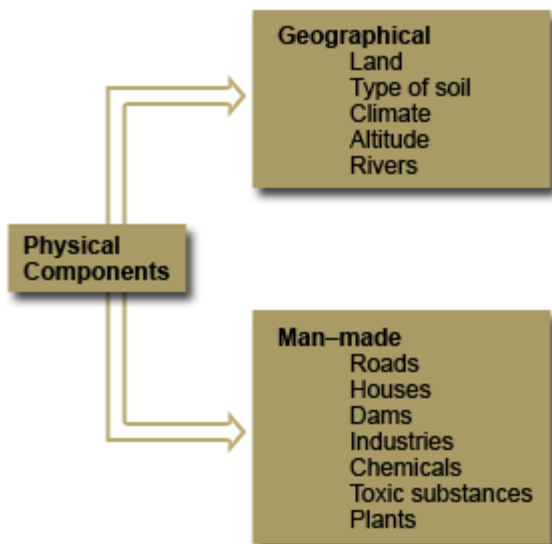 Geographical
Land
Type of soil
Climate
Altitude
Rivers
Physical
Components
Man–made
Roads
Houses
Dams
Industries
Chemicals
Toxic substances
Plants